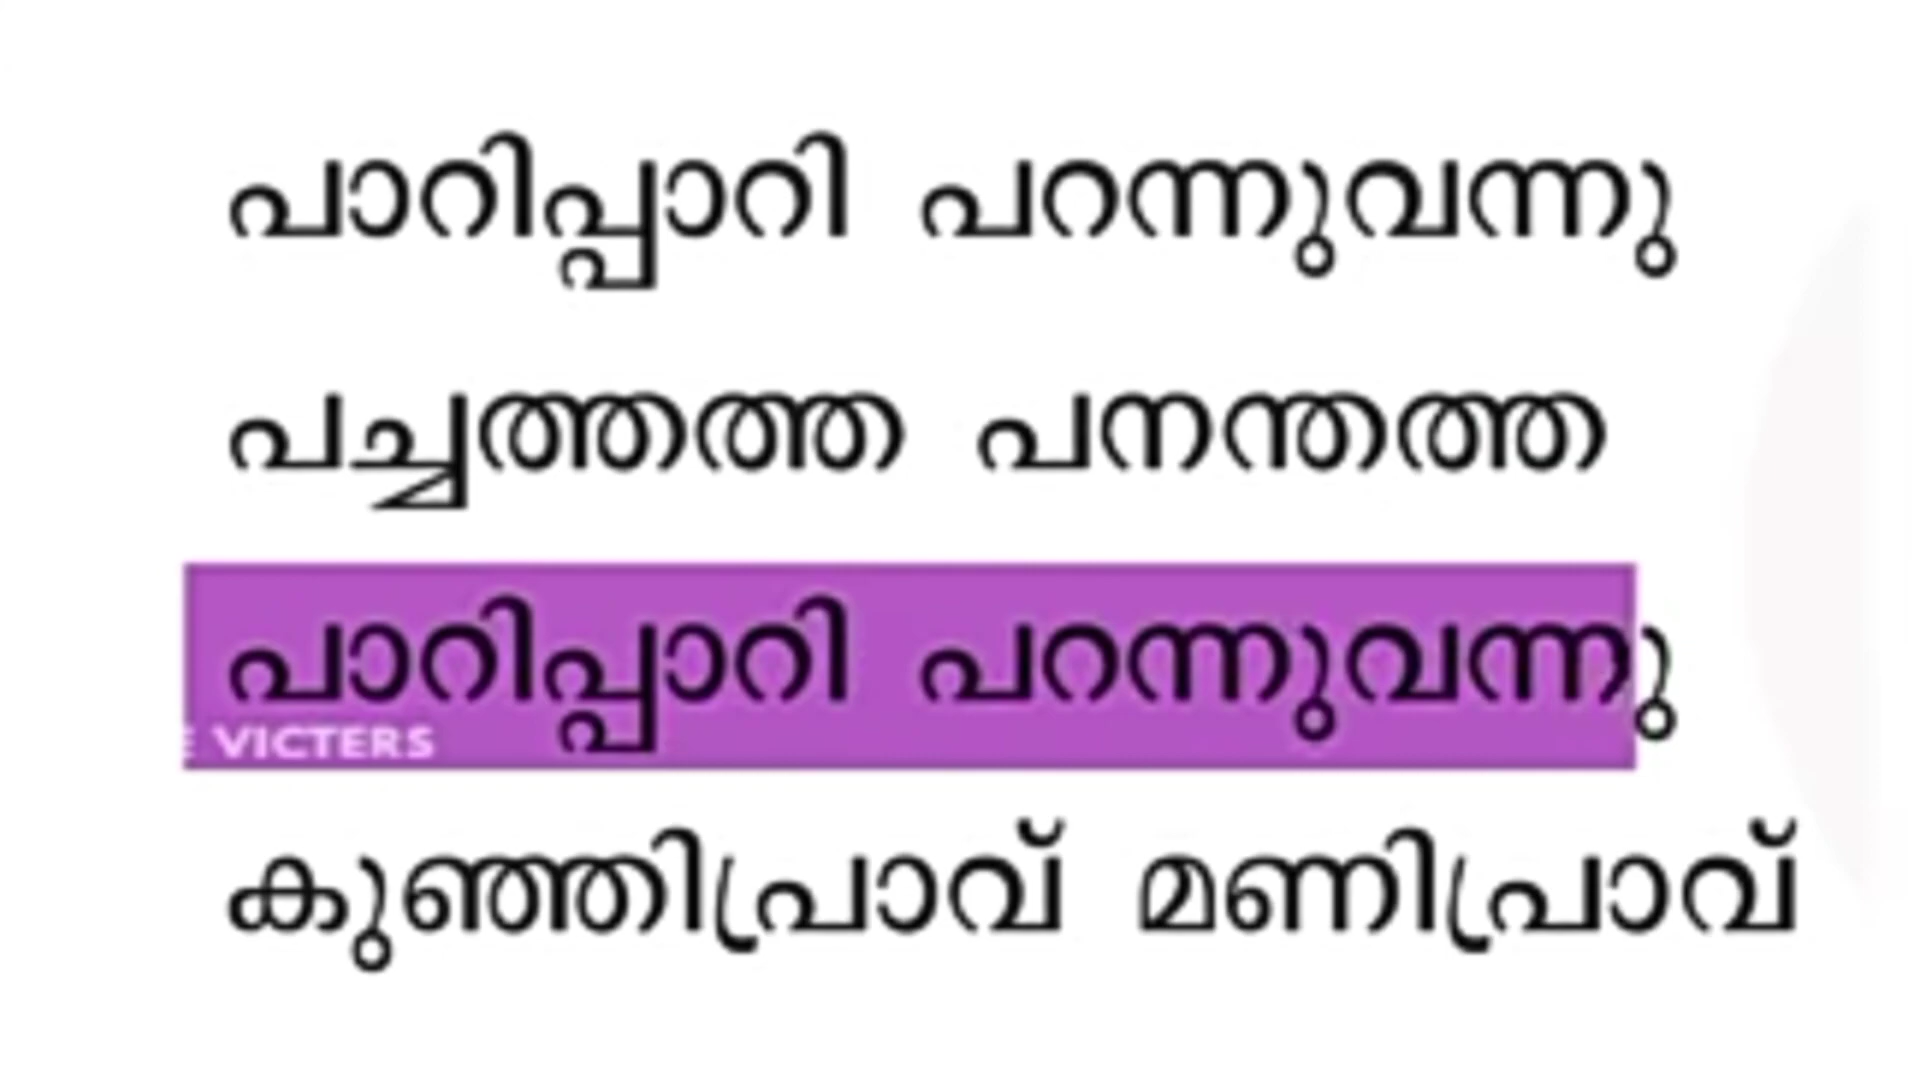 പാറിപ്പാറി പറന്നുവന്നു
പച്ചത്തത്ത പനന്തത്ത
പാറിപ്പാറി പറന്നുവന്നു
VICTERS
കുഞ്ഞിപ്രാവ് മണിപ്രാവ്